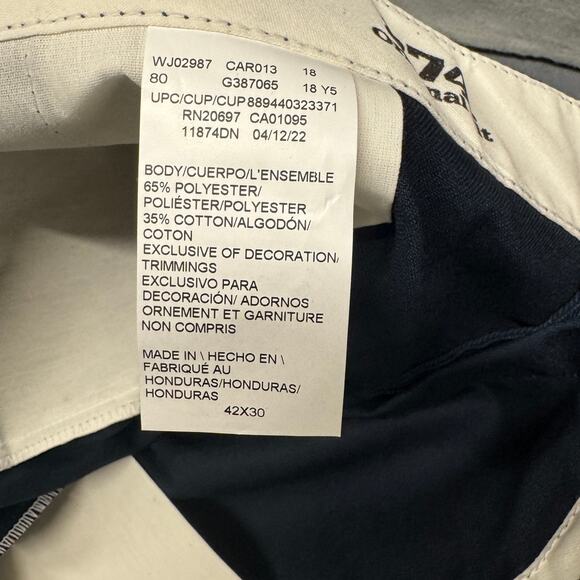 WJ02987 CAR013 18
80 G387065 18 Y5
UPC/CUP/CUP889440323371
RN20697 CA01095
11874DN 04/12/22
BODY/CUERPO/L'ENSEMBLE
65% POLYESTER/
POLIÉSTER/POLYESTER
35% COTTON/ALGODÓN/
COTON
EXCLUSIVE OF DECORATION/
TRIMMINGS
EXCLUSIVO PARA
DECORACIÓN/ ADORNOS
ORNEMENT ET GARNITURE
NON COMPRIS
MADE IN \ HECHO EN \
FABRIQUÉ AU
HONDURAS/HONDURAS/
HONDURAS
42X30
874